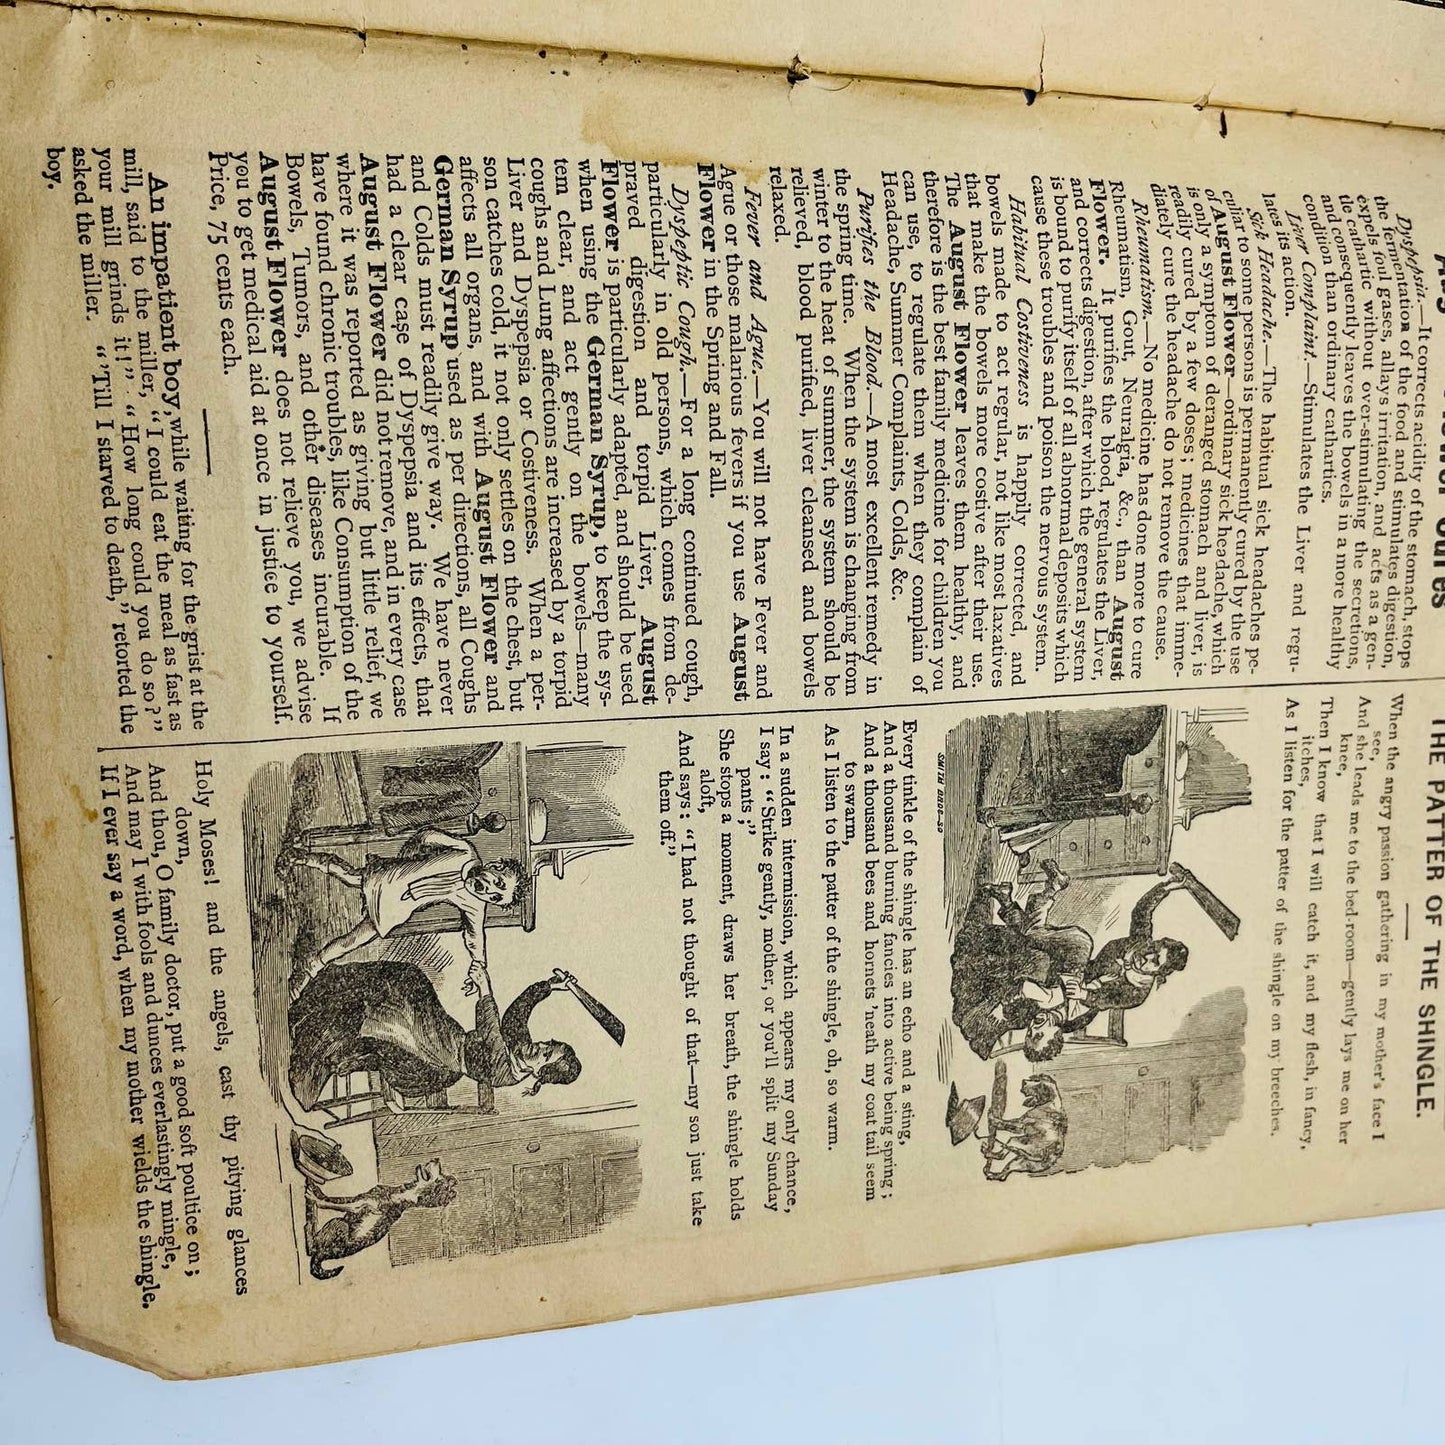 Dyspepsia.—It corrects acidity of the stomach, stops
the fermentation of the food and stimulates digestion,
expels foul gases, allays irritation, and acts as a gen-
tle cathartic without over-stimulating the secretions,
and consequently leaves the bowels in a more healthy
condition than ordinary cathartics.
Liver Complaint.—Stimulates the Liver and regu-
lates its action.
Sick Headache.—The habitual sick headaches pe-
culiar to some persons is permanently cured by the use
of August Flower—ordinary sick headache, which
is only a symptom of deranged stomach and liver, is
readily cured by a few doses; medicines that imme-
diately cure the headache do not remove the cause.
Rheumatism.—No medicine has done more to cure
Rheumatism, Gout, Neuralgia, &c., than August
Flower. It purifies the blood, regulates the Liver,
and corrects digestion, after which the general system
is bound to purify itself of all abnormal deposits which
cause these troubles and poison the nervous system.
Habitual Costiveness is happily corrected, and
bowels made to act regular, not like most laxatives
that make the bowels more costive after their use.
The August Flower leaves them healthy, and
therefore is the best family medicine for children you
can use, to regulate them when they complain of
Headache, Summer Complaints, Colds, &c.
Purifies the Blood.—A most excellent remedy in
the spring time. When the system is changing from
winter to the heat of summer, the system should be
relieved, blood purified, liver cleansed and bowels
relaxed.
Fever and Ague.—You will not have Fever and
Ague or those malarious fevers if you use August
Flower in the Spring and Fall.
Dyspeptic Cough.—For a long continued cough,
particularly in old persons, which comes from de-
praved digestion and torpid Liver, August
Flower is particularly adapted, and should be used
when using the German Syrup, to keep the sys-
tem clear, and act gently on the bowels—many
coughs and Lung affections are increased by a torpid
Liver and Dyspepsia or Costiveness. When a per-
son catches cold, it not only settles on the chest, but
affects all organs, and with August Flower and
German Syrup used as per directions, all Coughs
and Colds must readily give way. We have never
had a clear case of Dyspepsia and its effects, that
August Flower did not remove, and in every case
where it was reported as giving but little relief, we
have found chronic troubles, like Consumption of the
Bowels, Tumors, and other diseases incurable. If
August Flower does not relieve you, we advise
you to get medical aid at once in justice to yourself.
Price, 75 cents each.
An impatient boy, while waiting for the grist at the
mill, said to the miller, "I could eat the meal as fast as
your mill grinds it!" "How long could you do so?"
asked the miller. "Till I starved to death," retorted the
boy.
THE PATTER OF THE SHINGLE.
When the angry passion gathering in my mother's face I
see,
And she leads me to the bed-room—gently lays me on her
knee,
Then I know that I will catch it, and my flesh, in fancy,
itches,
As I listen for the patter of the shingle on my breeches.
SMITH BROS-CO
Every tinkle of the shingle has an echo and a sting,
And a thousand burning fancies into active being spring;
And a thousand bees and hornets 'neath my coat tail seem
to swarm,
As I listen to the patter of the shingle, oh, so warm.
In a sudden intermission, which appears my only chance,
I say: "Strike gently, mother, or you'll split my Sunday
pants;"
She stops a moment, draws her breath, the shingle holds
aloft,
And says: "I had not thought of that—my son just take
them off."
Holy Moses! and the angels, cast thy pitying glances
down,
And thou, O family doctor, put a good soft poultice on;
And may I with fools and dunces everlastingly mingle,
If I ever say a word, when my mother wields the shingle.